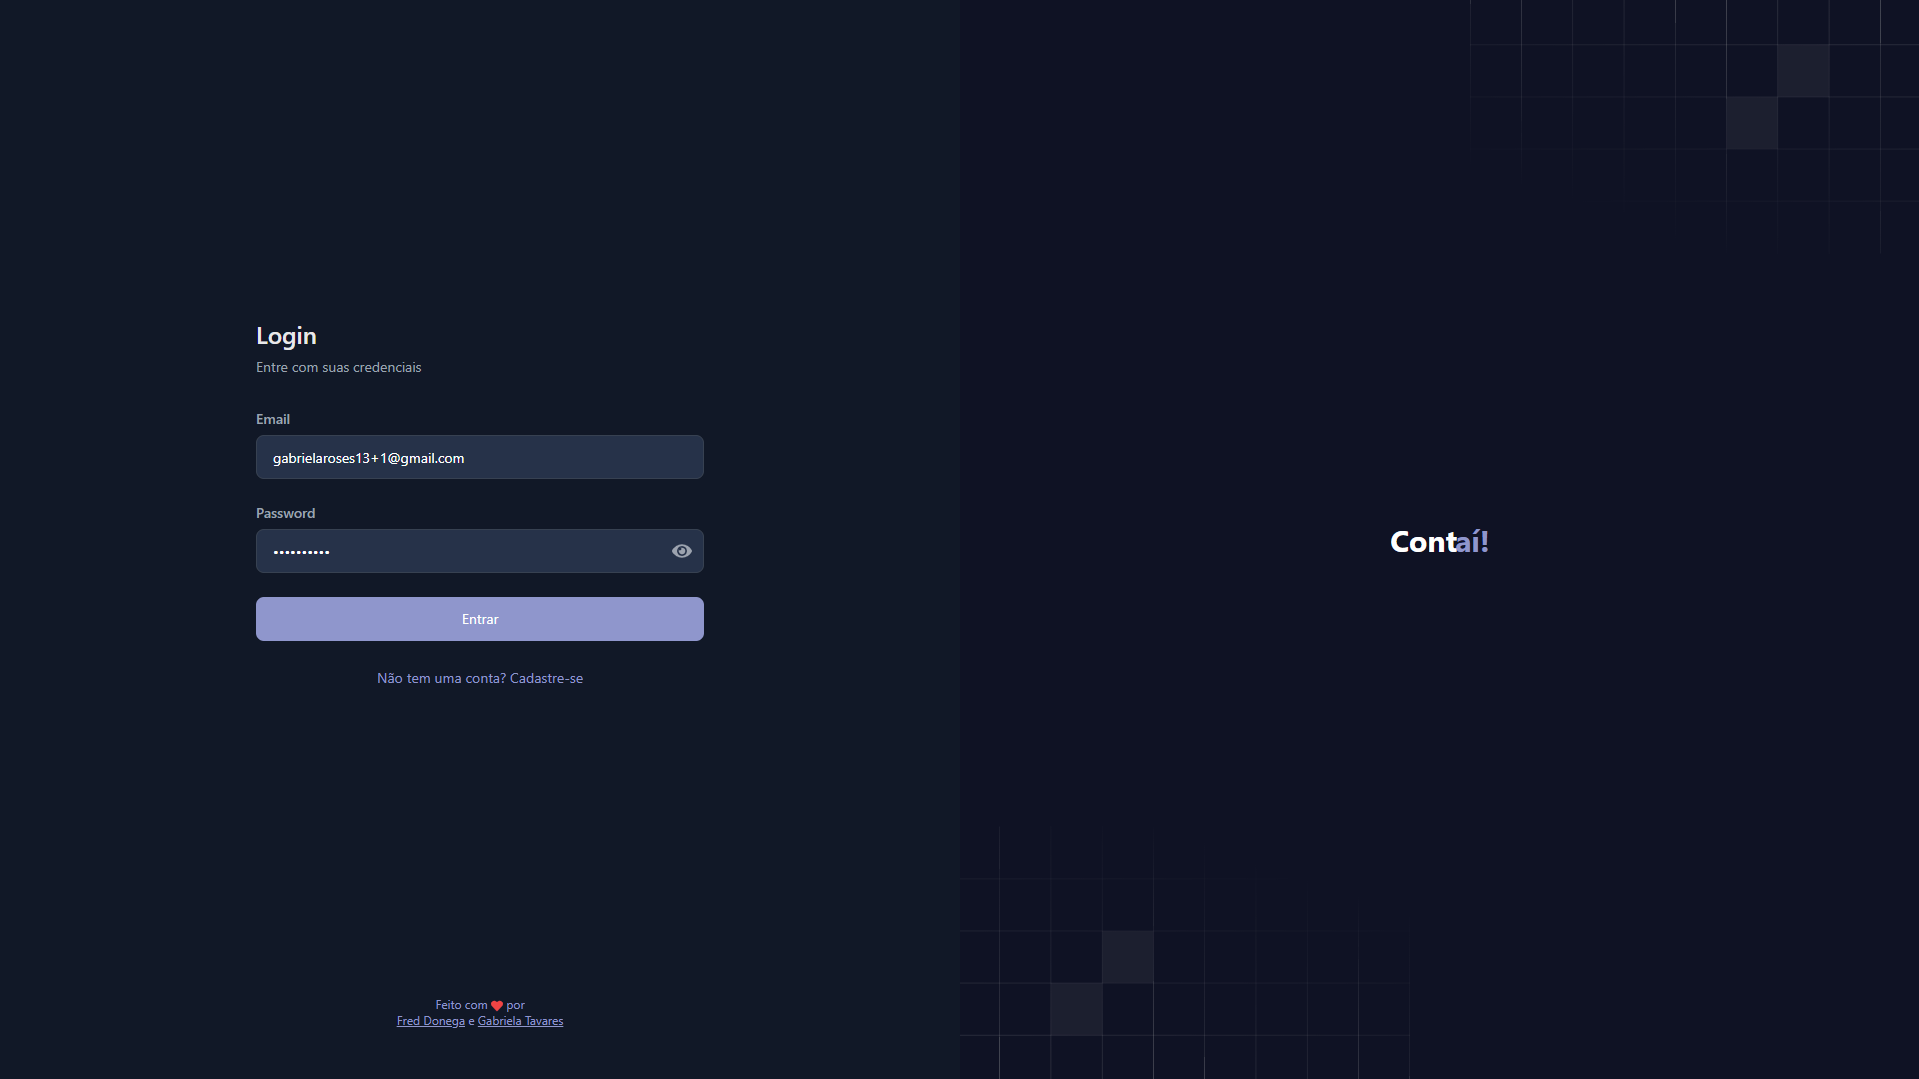 Login
Entre com suas credenciais
Email
gabrielaroses13+1@gmail.com
Password
••••••••••
Entrar
Não tem uma conta? Cadastre-se
Feito com ❤ por
Fred Donega e Gabriela Tavares
Contaí!